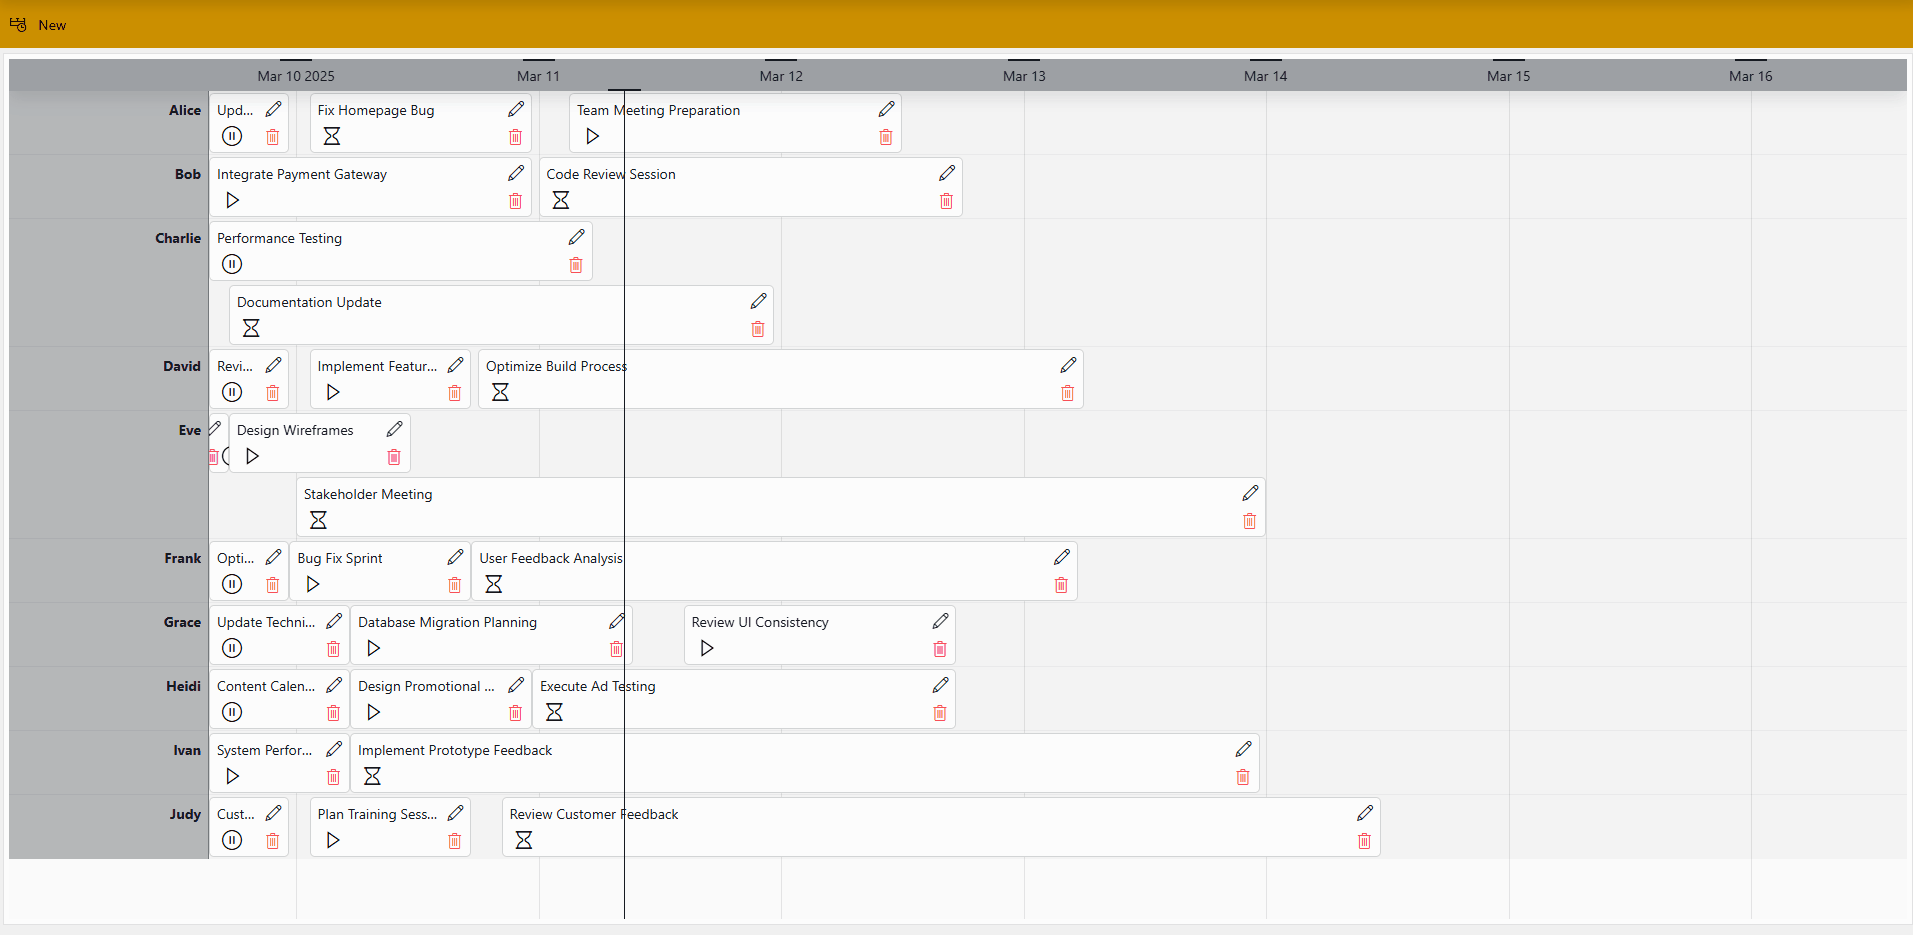 New
Mar 10 2025
Mar 11
Mar 12
Mar 13
Mar 14
Mar 15
Mar 16
Alice
Upd...
Fix Homepage Bug
Team Meeting Preparation
Bob
Integrate Payment Gateway
Code Review Session
Charlie
Performance Testing
Documentation Update
David
Revi...
Implement Featur...
Optimize Build Process
Eve
Design Wireframes
Stakeholder Meeting
Frank
Opti...
Bug Fix Sprint
User Feedback Analysis
Grace
Update Techni...
Database Migration Planning
Review UI Consistency
Heidi
Content Calen...
Design Promotional ...
Execute Ad Testing
Ivan
System Perfor...
Implement Prototype Feedback
Judy
Cust...
Plan Training Sess...
Review Customer Feedback